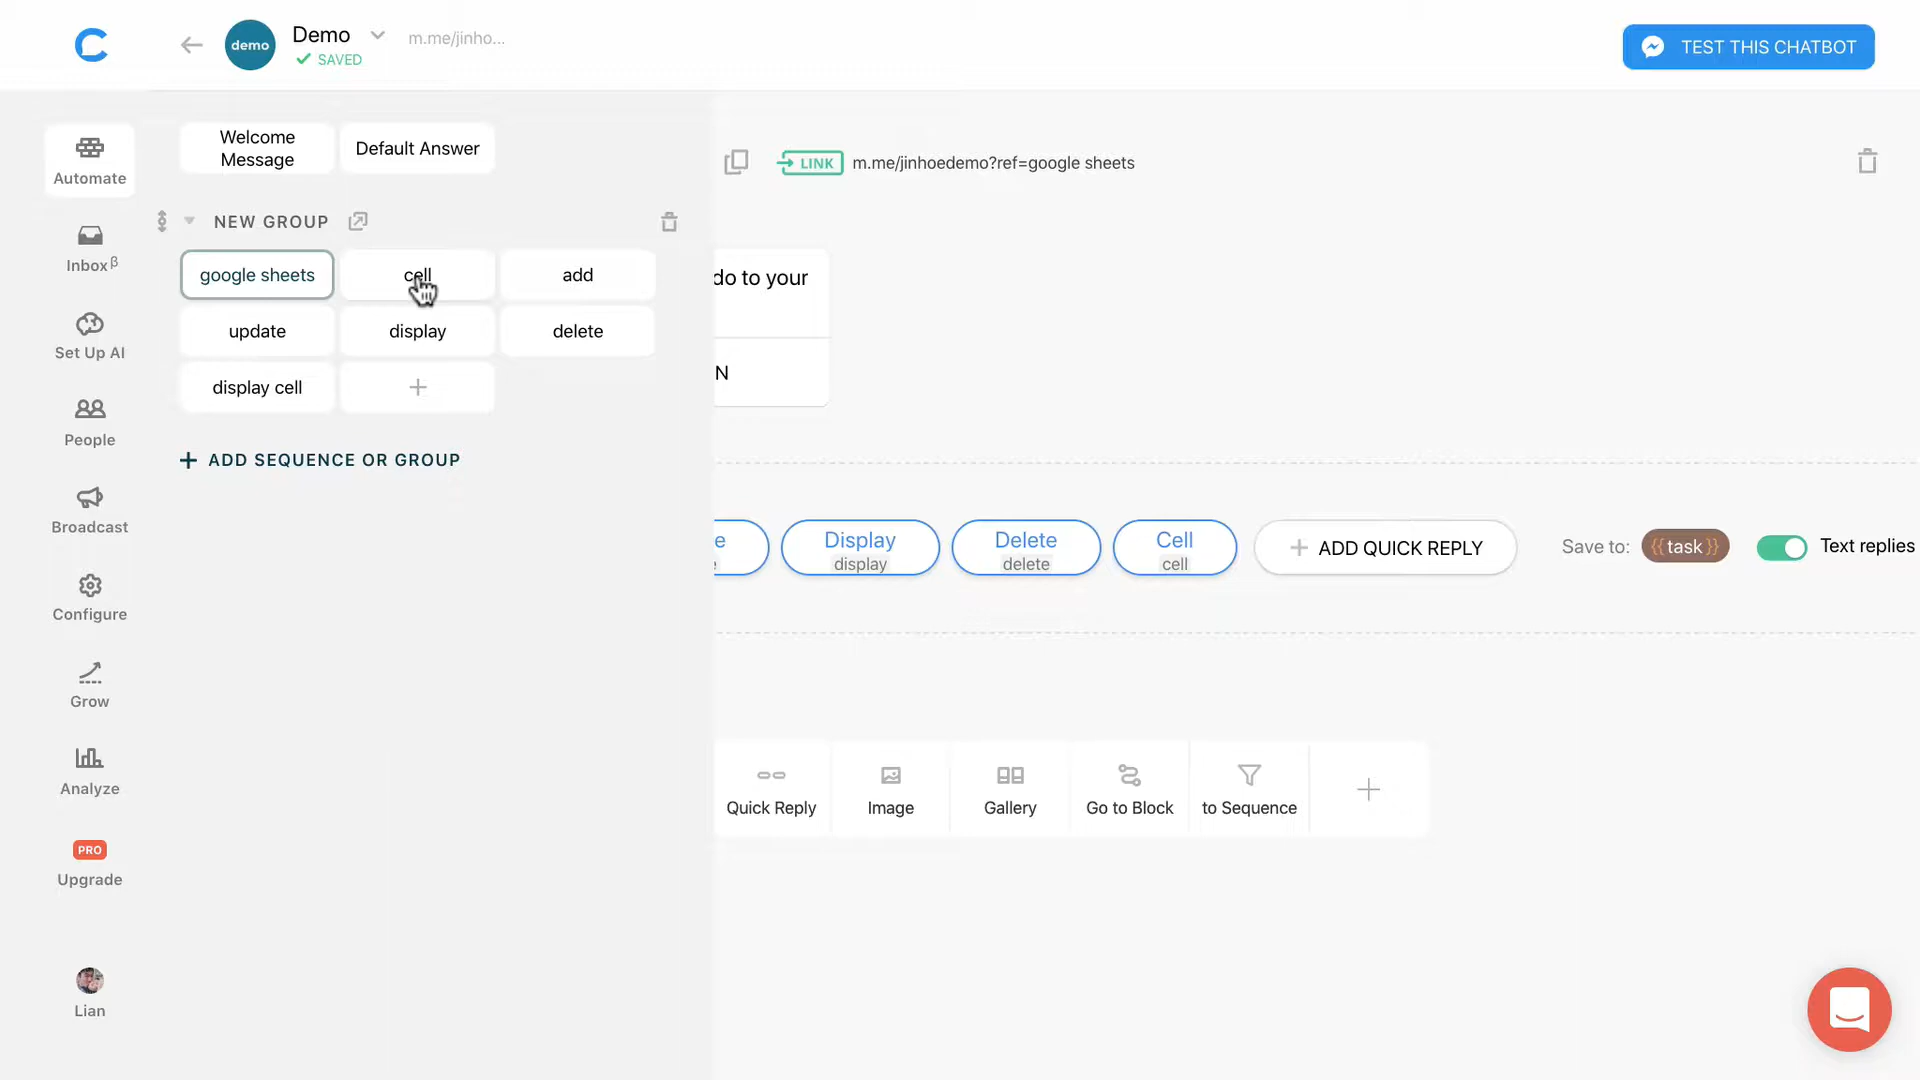 demo
Demo
m.me/jinho...
SAVED
TEST THIS CHATBOT
Automate
Inbox β
Set Up AI
People
Broadcast
Configure
Grow
Analyze
PRO
Upgrade
Lian
Welcome
Message
Default Answer
NEW GROUP
google sheets
cell
add
update
display
delete
display cell
ADD SEQUENCE OR GROUP
LINK
m.me/jinhoedemo?ref=google sheets
do to your
N
e
e
Display
display
Delete
delete
Cell
cell
ADD QUICK REPLY
Save to:
{{task}}
Text replies
Quick Reply
Image
Gallery
Go to Block
to Sequence